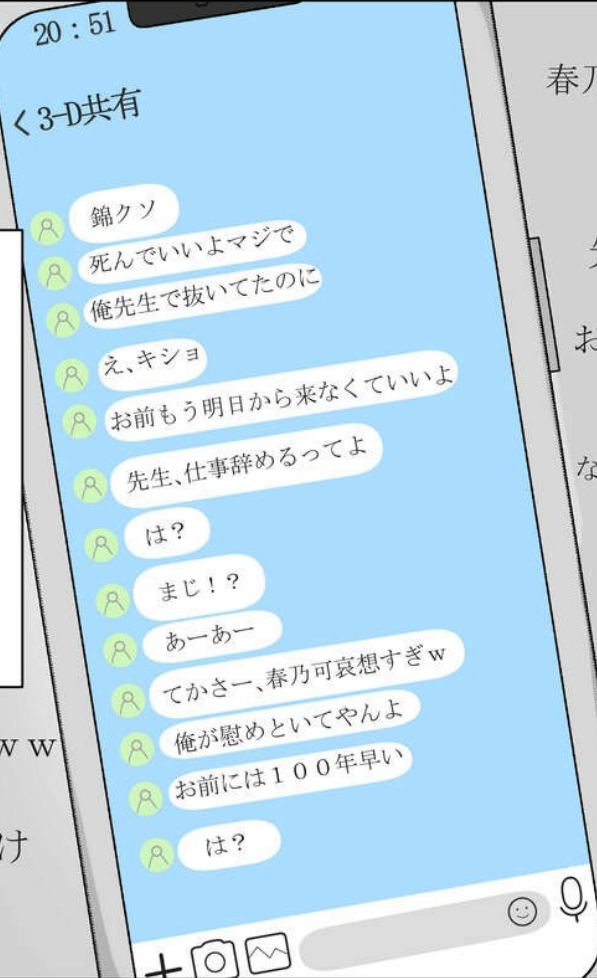 20:51
<3-D共有
錦クソ
死んでいいよマジで
俺先生で抜いてたのに
え、キショ
お前もう明日から来なくていいよ
先生、仕事辞めるってよ
は？
まじ！？
あーあー
てかさー、春乃可哀想すぎｗ
俺が慰めといてやんよ
お前には１００年早い
は？
春乃
お
な
ｗｗ
け